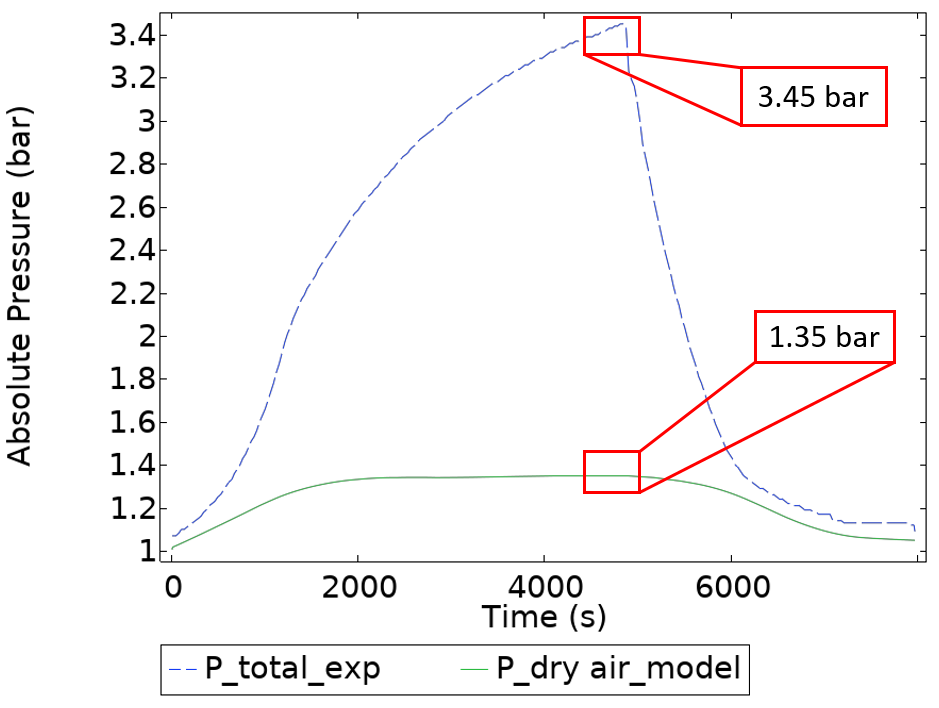 Absolute Pressure (bar)
3.4
3.2
3
2.8
2.6
2.4
2.2
2
1.8
1.6
1.4
1.2
1
3.45 bar
1.35 bar
0 2000 4000 6000
Time (s)
P_total_exp P_dry air_model